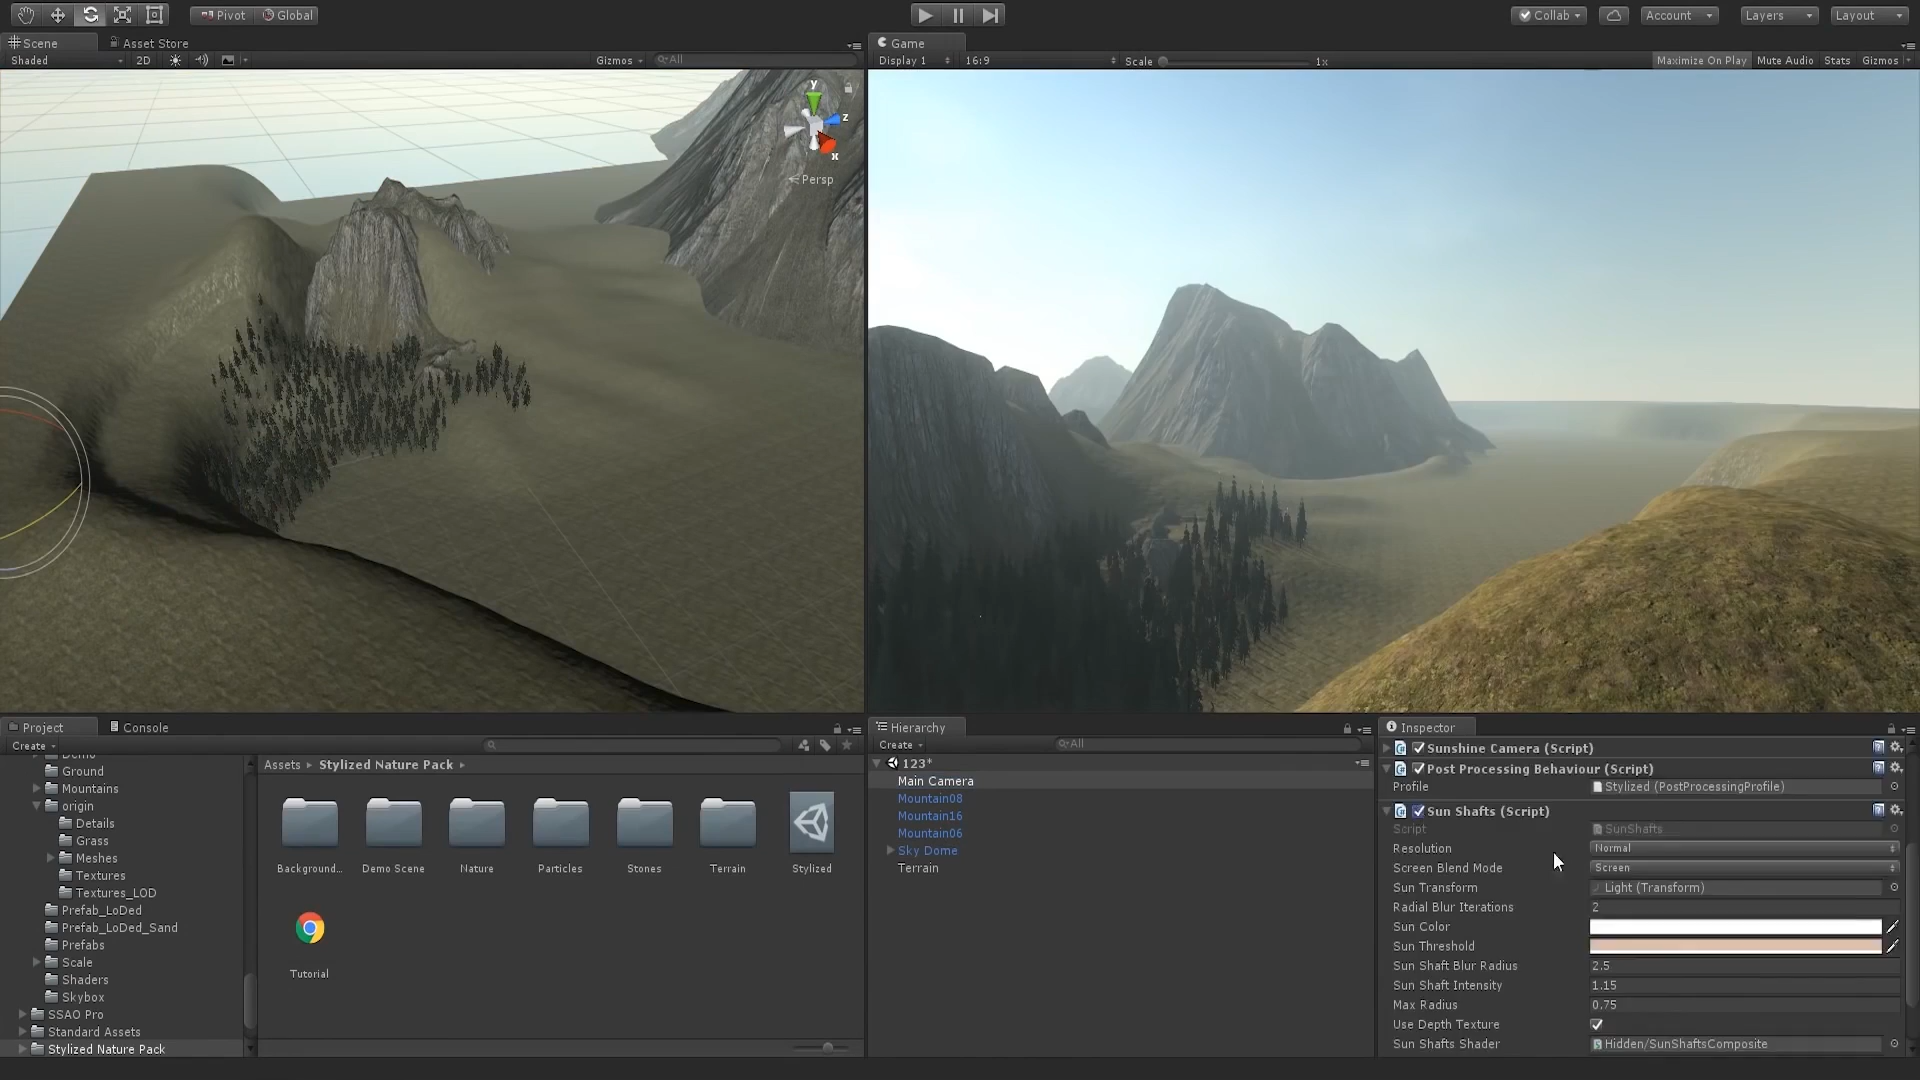 Pivot Global Collab Account Layers Layout
Scene Asset Store
Shaded 2D Gizmos All
y
z
x
Persp
Game
Display 1 16:9 Scale 1x Maximize On Play Mute Audio Stats Gizmos
Project Console
Create
Demo
Ground
Mountains
origin
Details
Grass
Meshes
Textures
Textures_LOD
Prefab_LoDed
Prefab_LoDed_Sand
Prefabs
Scale
Shaders
Skybox
SSAO Pro
Standard Assets
Stylized Nature Pack
Assets Stylized Nature Pack
Background... Demo Scene Nature Particles Stones Terrain Stylized
Tutorial
Hierarchy
Create All
123*
Main Camera
Mountain08
Mountain16
Mountain06
Sky Dome
Terrain
Inspector
Sunshine Camera (Script)
Post Processing Behaviour (Script)
Profile Stylized (PostProcessingProfile)
Sun Shafts (Script)
Script SunShafts
Resolution Normal
Screen Blend Mode Screen
Sun Transform Light (Transform)
Radial Blur Iterations 2
Sun Color
Sun Threshold
Sun Shaft Blur Radius 2.5
Sun Shaft Intensity 1.15
Max Radius 0.75
Use Depth Texture
Sun Shafts Shader Hidden/SunShaftsComposite